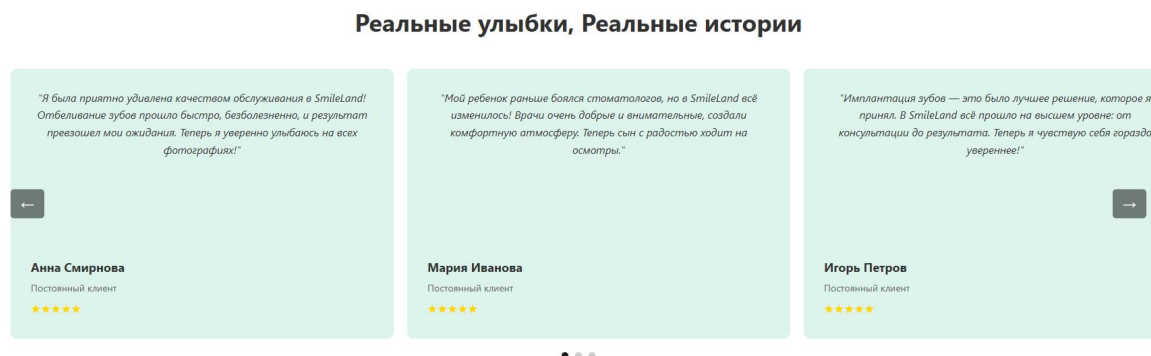 Реальные улыбки, Реальные истории
"Я была приятно удивлена качеством обслуживания в SmileLand!
Отбеливание зубов прошло быстро, безболезненно, и результат
превзошел мои ожидания. Теперь я уверенно улыбаюсь на всех
фотографиях!"
Анна Смирнова
Постоянный клиент
★★★★★
"Мой ребенок раньше боялся стоматологов, но в SmileLand всё
изменилось! Врачи очень добрые и внимательные, создали
комфортную атмосферу. Теперь сын с радостью ходит на
осмотры."
Мария Иванова
Постоянный клиент
★★★★★
"Имплантация зубов — это было лучшее решение, которое я
принял. В SmileLand всё прошло на высшем уровне: от
консультации до результата. Теперь я чувствую себя гораздо
увереннее!"
Игорь Петров
Постоянный клиент
★★★★★
← →